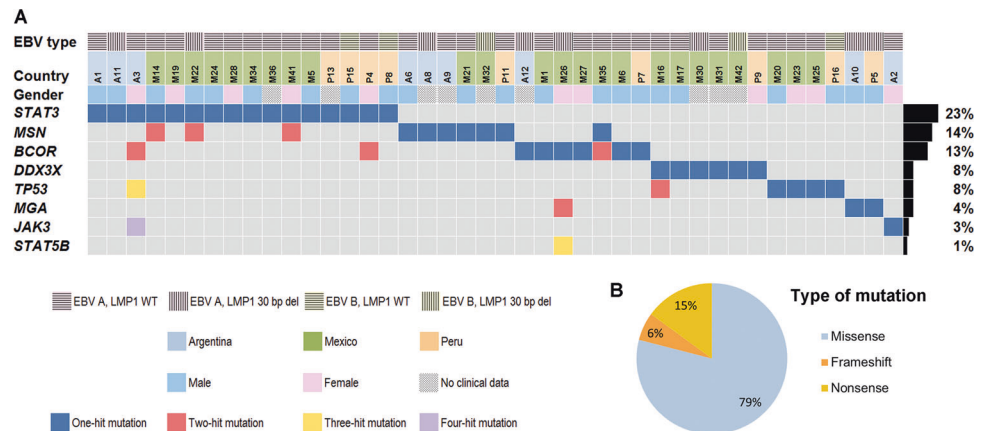 A
EBV type
Country
A1 A11 A3 M14 M19 M22 M24 M28 M34 M36 M41 M5 P13 P15 P4 P8 A6 A8 A9 M21 M32 P11 A12 M1 M26 M27 M35 M6 P7 M16 M17 M30 M31 M42 P9 M20 M23 M25 P16 A10 P5 A2
Gender
STAT3 23%
MSN 14%
BCOR 13%
DDX3X 8%
TP53 8%
MGA 4%
JAK3 3%
STAT5B 1%
EBV A, LMP1 WT EBV A, LMP1 30 bp del EBV B, LMP1 WT EBV B, LMP1 30 bp del
Argentina Mexico Peru
Male Female No clinical data
One-hit mutation Two-hit mutation Three-hit mutation Four-hit mutation
B
Type of mutation
15%
6%
79%
Missense
Frameshift
Nonsense